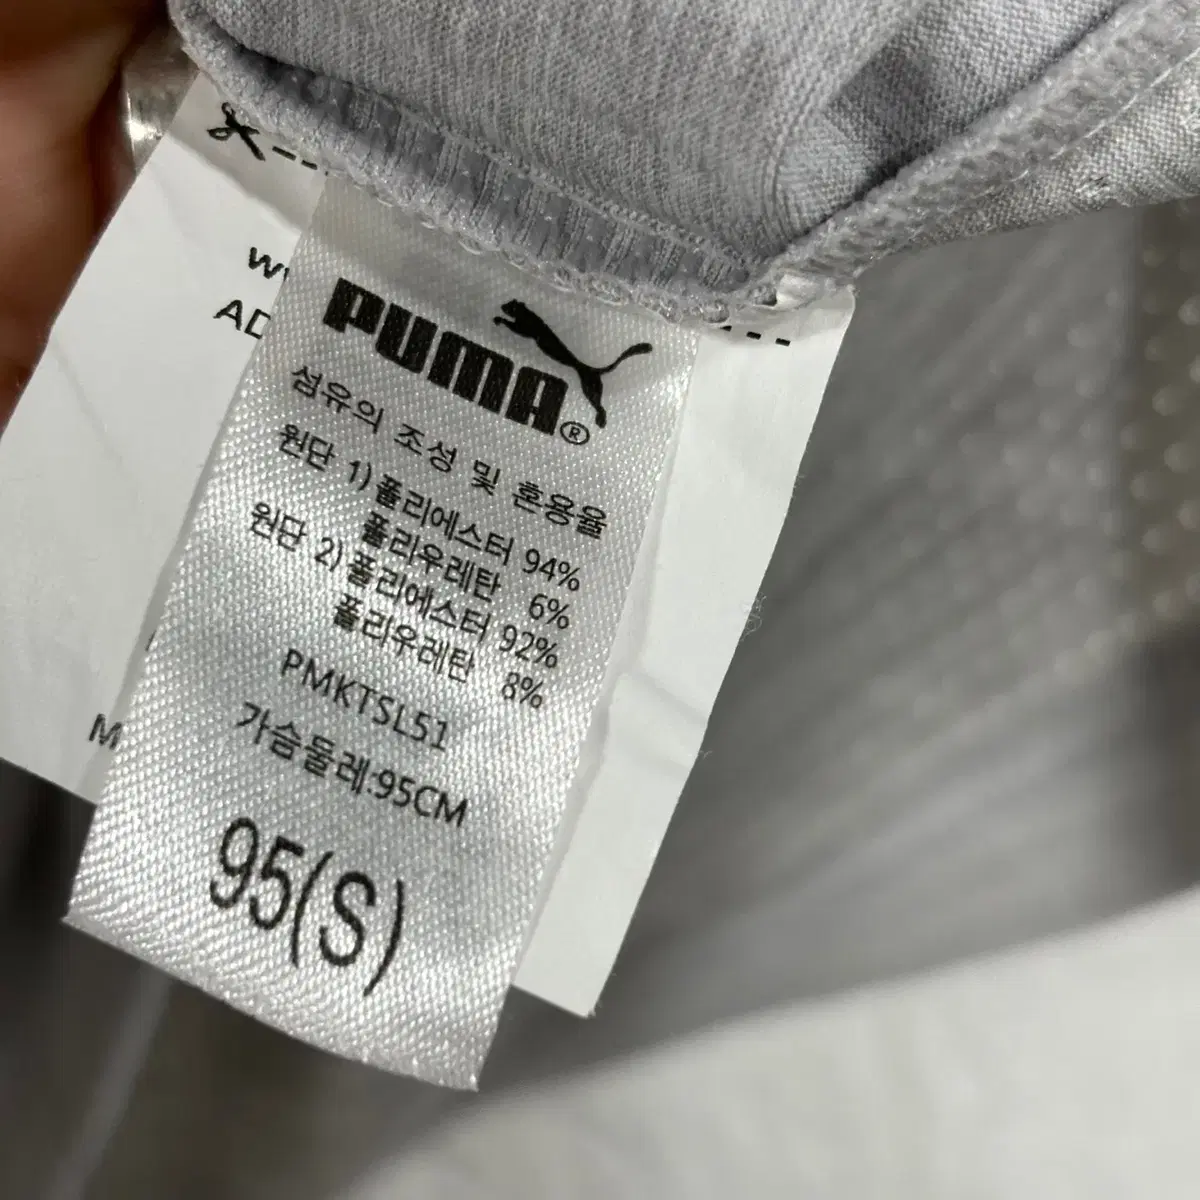 PUMA®
섬유의 조성 및 혼용율
원단 1) 폴리에스터 94%
폴리우레탄 6%
원단 2) 폴리에스터 92%
폴리우레탄 8%
PMKTSL51
가슴둘레:95CM
95(S)